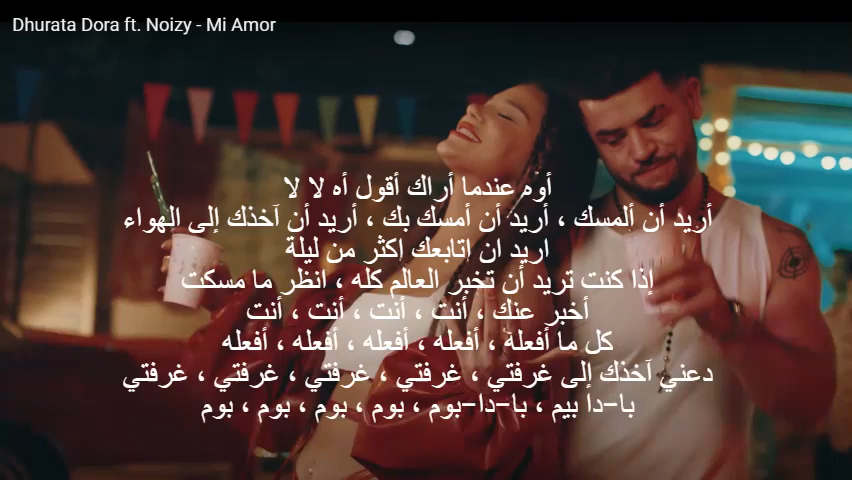 Dhurata Dora ft. Noizy - Mi Amor
أوه عندما أراك أقول أه لا لا
أريد أن ألمسك ، أريد أن أمسك بك ، أريد أن آخذك إلى الهواء
اريد ان اتابعك اكثر من ليلة
إذا كنت تريد أن تخبر العالم كله ، انظر ما مسكت
أخبر عنك ، أنت ، أنت ، أنت ، أنت
كل ما أفعله ، أفعله ، أفعله ، أفعله ، أفعله
دعني آخذك إلى غرفتي ، غرفتي ، غرفتي ، غرفتي ، غرفتي
با-دا بيم ، با-دا-بوم ، بوم ، بوم ، بوم ، بوم